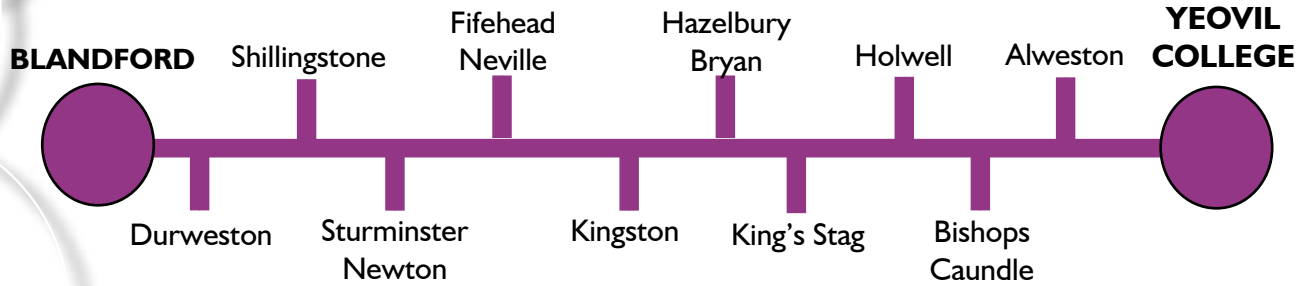 BLANDFORD
Durweston
Shillingstone
Sturminster
Newton
Fifehead
Neville
Kingston
Hazelbury
Bryan
King's Stag
Holwell
Bishops
Caundle
Alweston
YEOVIL
COLLEGE